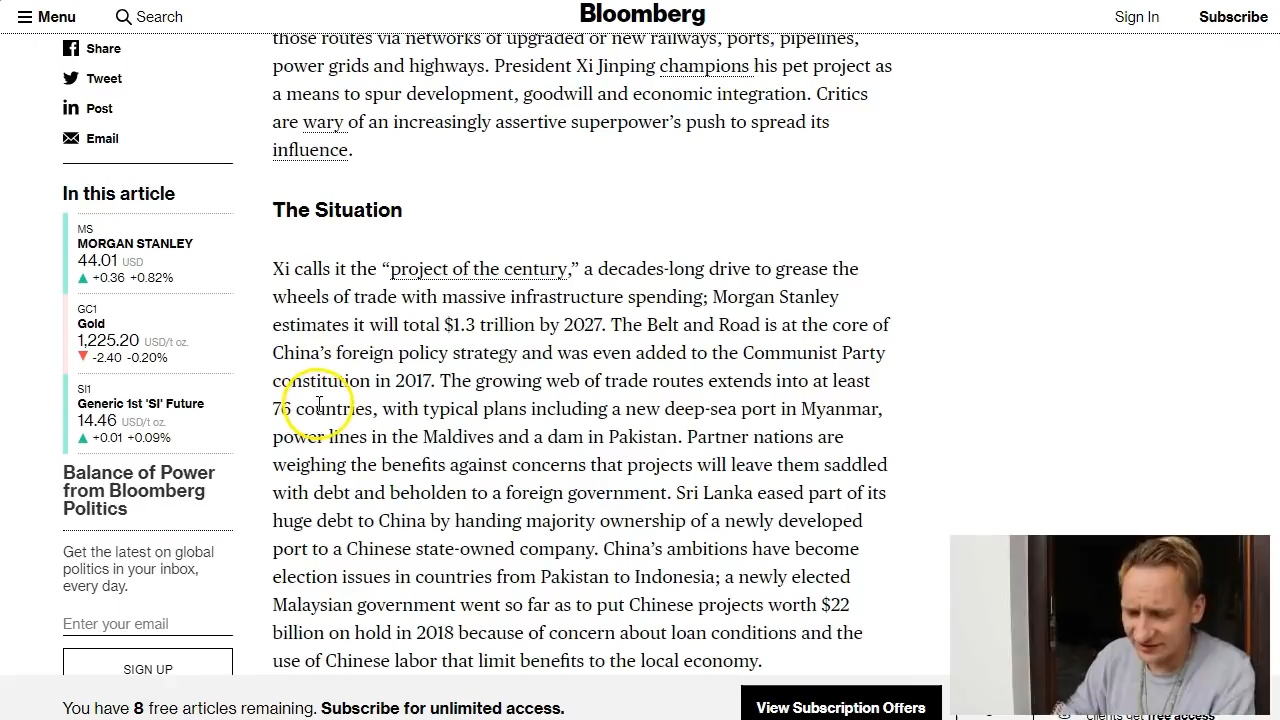 Menu
Search
Bloomberg
Sign In
Subscribe
Share
Tweet
Post
Email
In this article
MS
MORGAN STANLEY
44.01 USD
+0.36 +0.82%
GC1
Gold
1,225.20 USD/t oz.
-2.40 -0.20%
SI1
Generic 1st 'SI' Future
14.46 USD/t oz.
+0.01 +0.09%
Balance of Power
from Bloomberg
Politics
Get the latest on global
politics in your inbox,
every day.
Enter your email
SIGN UP
those routes via networks of upgraded or new railways, ports, pipelines,
power grids and highways. President Xi Jinping champions his pet project as
a means to spur development, goodwill and economic integration. Critics
are wary of an increasingly assertive superpower’s push to spread its
influence.
The Situation
Xi calls it the “project of the century,” a decades-long drive to grease the
wheels of trade with massive infrastructure spending; Morgan Stanley
estimates it will total $1.3 trillion by 2027. The Belt and Road is at the core of
China’s foreign policy strategy and was even added to the Communist Party
constitution in 2017. The growing web of trade routes extends into at least
76 countries, with typical plans including a new deep-sea port in Myanmar,
power lines in the Maldives and a dam in Pakistan. Partner nations are
weighing the benefits against concerns that projects will leave them saddled
with debt and beholden to a foreign government. Sri Lanka eased part of its
huge debt to China by handing majority ownership of a newly developed
port to a Chinese state-owned company. China’s ambitions have become
election issues in countries from Pakistan to Indonesia; a newly elected
Malaysian government went so far as to put Chinese projects worth $22
billion on hold in 2018 because of concern about loan conditions and the
use of Chinese labor that limit benefits to the local economy.
You have 8 free articles remaining. Subscribe for unlimited access.
View Subscription Offers
clients get free access